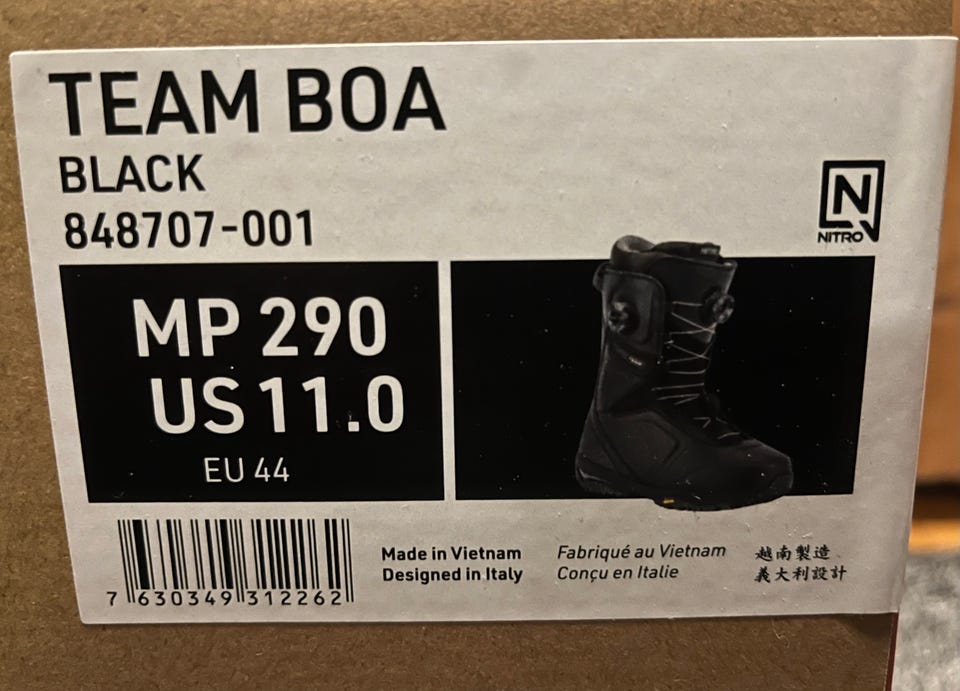 TEAM BOA
BLACK
848707-001
N
NITRO
MP 290
US 11.0
EU 44
7 630349 312262
Made in Vietnam
Designed in Italy
Fabriqué au Vietnam
Conçu en Italie
越南製造
義大利設計